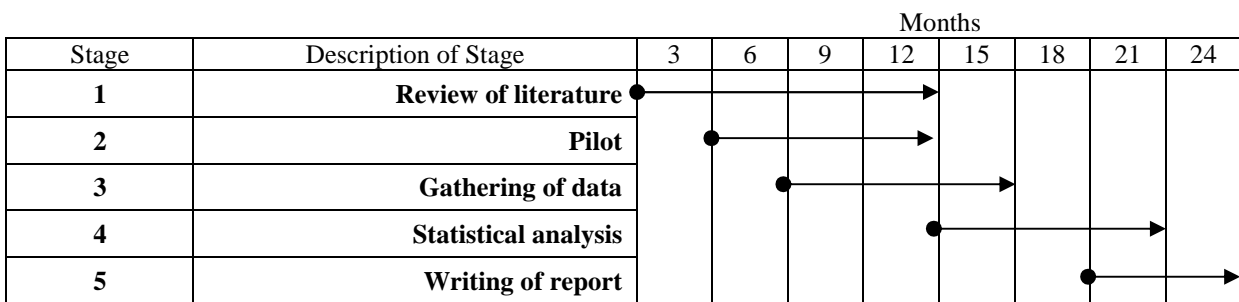 Months
Stage Description of Stage 3 6 9 12 15 18 21 24
1 Review of literature
2 Pilot
3 Gathering of data
4 Statistical analysis
5 Writing of report